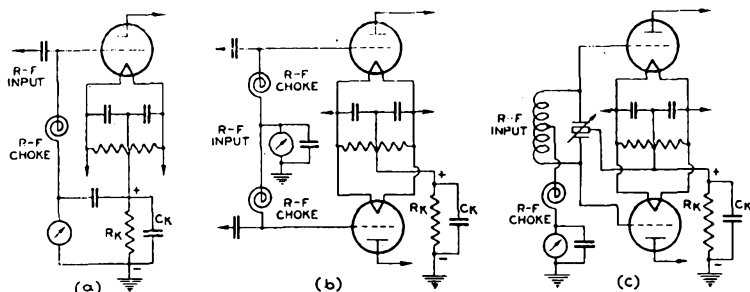 R-F
INPUT
R-F
CHOKE
+
RK
CK
-
(a)
R-F
CHOKE
R-F
INPUT
R-F
CHOKE
+
RK
CK
-
(b)
R-F
INPUT
R-F
CHOKE
+
RK
CK
-
(c)